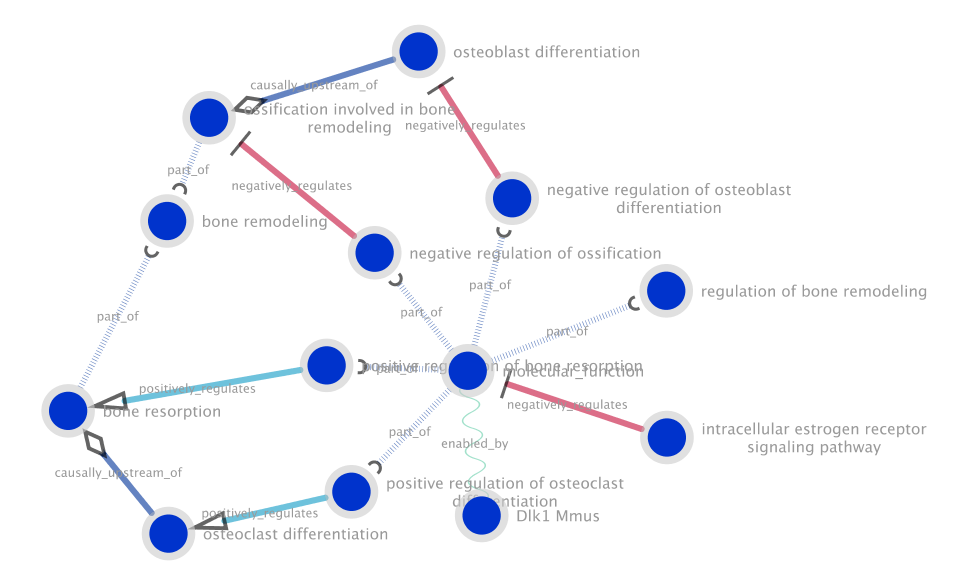 osteoblast differentiation
causally_upstream_of
ossification involved in bone
remodeling
negatively_regulates
part_of
negatively_regulates
negative regulation of osteoblast
differentiation
bone remodeling
negative regulation of ossification
part_of
regulation of bone remodeling
part_of
part_of
part_of
positive regulation of bone resorption
part_of
molecular_function
positively_regulates
negatively_regulates
bone resorption
part_of
intracellular estrogen receptor
signaling pathway
enabled_by
causally_upstream_of
positive regulation of osteoclast
differentiation
positively_regulates
Dlk1 Mmus
osteoclast differentiation